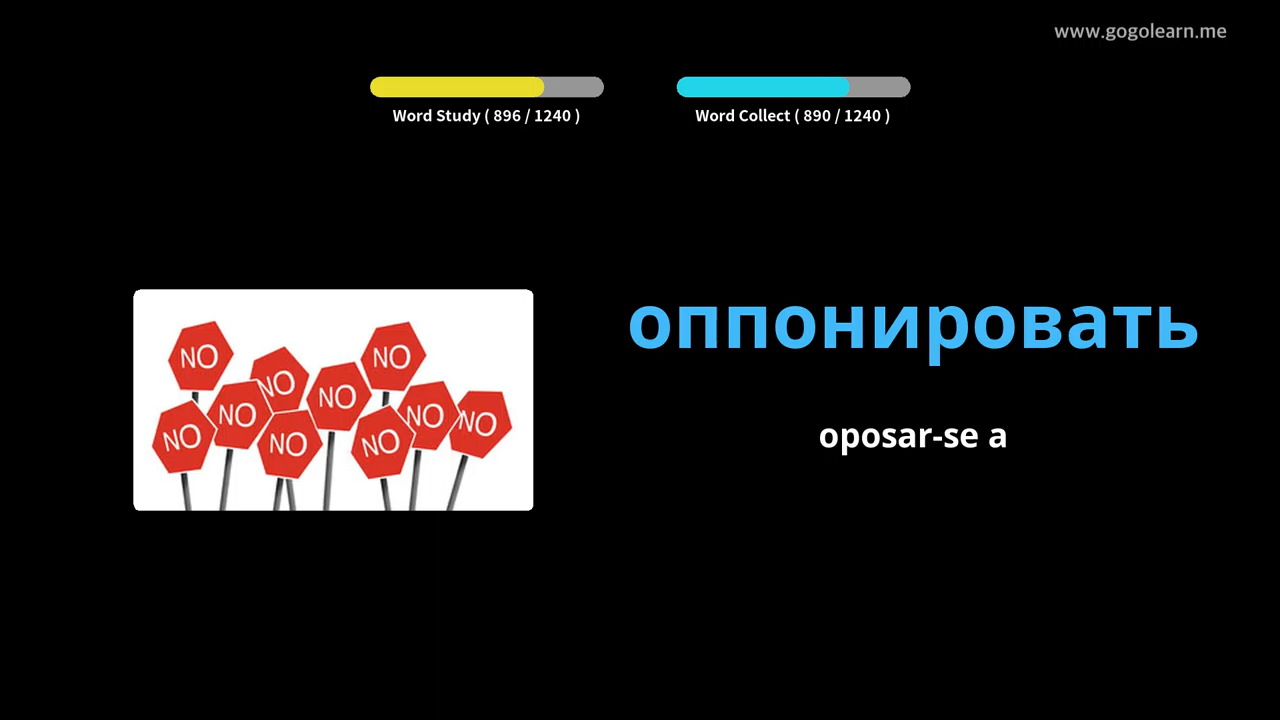 www.gogolearn.me
Word Study ( 896 / 1240 )
Word Collect ( 890 / 1240 )
NO
NO
NO
NO
NO
NO
NO
NO
NO
NO
оппонировать
oposar-se a